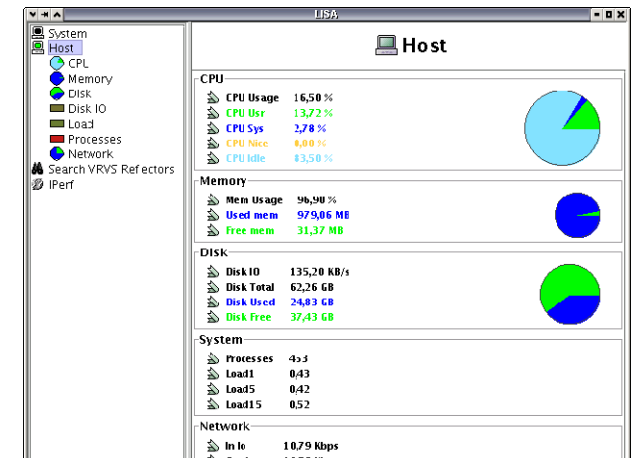 LISA
System
Host
CPL
Memory
Disk
Disk IO
Load
Processes
Network
Search VRVS Reflectors
IPerf
Host
CPU
CPU Usage 16,50 %
CPU Usr 13,72 %
CPU Sys 2,78 %
CPU Nice 0,00 %
CPU Idle 83,50 %
Memory
Mem Usage 96,90 %
Used mem 979,06 MB
Free mem 31,37 MB
Disk
Disk IO 135,20 KB/s
Disk Total 62,26 GB
Disk Used 24,83 GB
Disk Free 37,43 GB
System
Processes
Load1 0,43
Load5 0,42
Load15 0,52
Network
In lo 10,79 Kbps